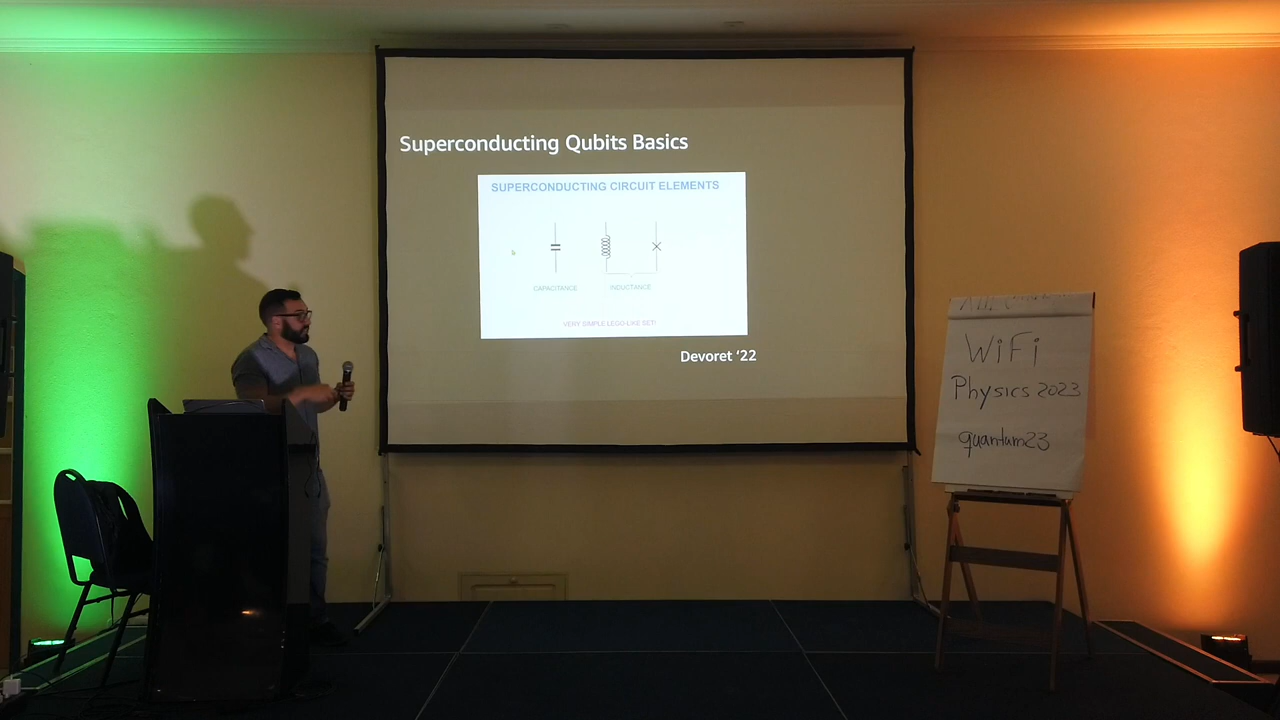 Superconducting Qubits Basics
SUPERCONDUCTING CIRCUIT ELEMENTS
CAPACITANCE
INDUCTANCE
VERY SIMPLE LEGO-LIKE SET!
Devoret ‘22
WiFi
Physics 2023
quantum23